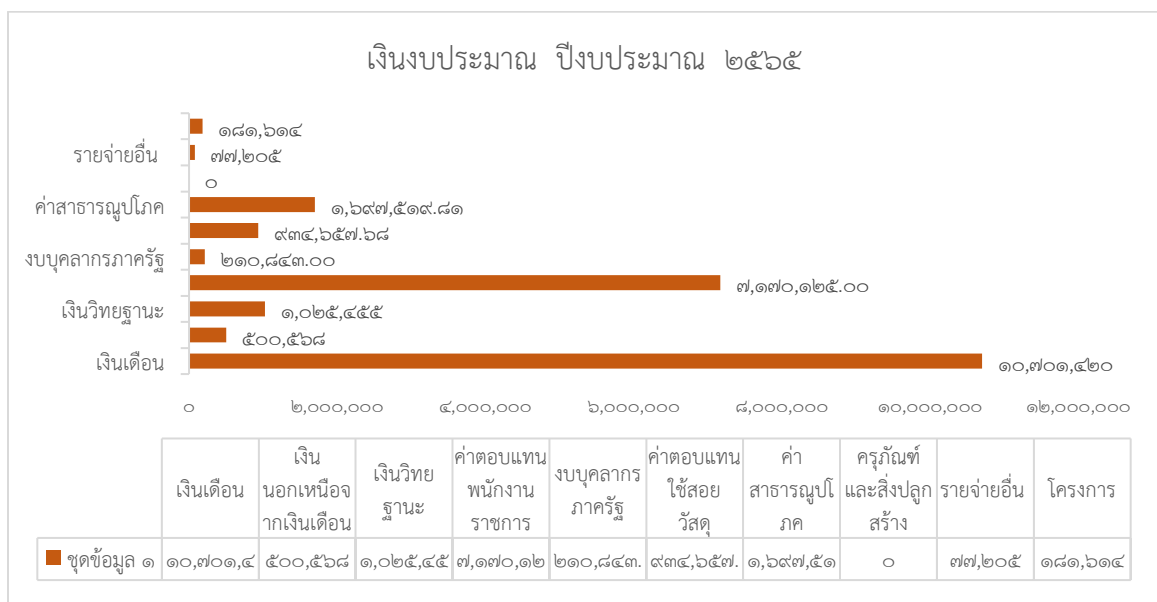 เงินงบประมาณ ปีงบประมาณ ๒๕๖๕
๑๘๑,๖๑๔
รายจ่ายอื่น
๗๗,๒๐๕
๐
ค่าสาธารณูปโภค
๑,๖๙๗,๕๑๙.๘๑
๙๓๔,๖๕๗.๖๘
งบบุคลากรภาครัฐ
๒๑๐,๘๔๓.๐๐
๗,๑๗๐,๑๒๕.๐๐
เงินวิทยฐานะ
๑,๐๒๕,๔๕๕
๕๐๐,๕๖๘
เงินเดือน
๑๐,๗๐๑,๔๒๐
๐ ๒,๐๐๐,๐๐๐ ๔,๐๐๐,๐๐๐ ๖,๐๐๐,๐๐๐ ๘,๐๐๐,๐๐๐ ๑๐,๐๐๐,๐๐๐ ๑๒,๐๐๐,๐๐๐
เงินเดือน
เงิน
นอกเหนือจ
ากเงินเดือน
เงินวิทย
ฐานะ
ค่าตอบแทน
พนักงาน
ราชการ
งบบุคลากร
ภาครัฐ
ค่าตอบแทน
ใช้สอย
วัสดุ
ค่า
สาธารณูปโ
ภค
ครุภัณฑ์
และสิ่งปลูก
สร้าง
รายจ่ายอื่น
โครงการ
ชุดข้อมูล ๑ ๑๐,๗๐๑,๔ ๕๐๐,๕๖๘ ๑,๐๒๕,๔๕ ๗,๑๗๐,๑๒ ๒๑๐,๘๔๓. ๙๓๔,๖๕๗. ๑,๖๙๗,๕๑ ๐ ๗๗,๒๐๕ ๑๘๑,๖๑๔